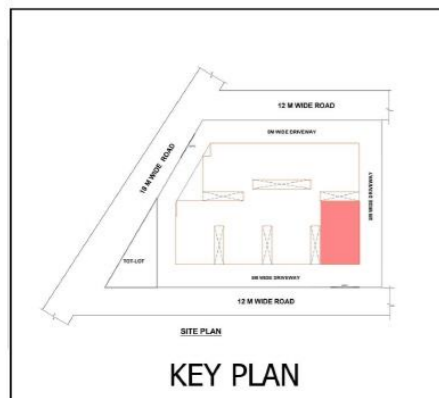 12 M WIDE ROAD
6M WIDE DRIVEWAY
18 M WIDE ROAD
6M WIDE DRIVEWAY
TOT-LOT
6M WIDE DRIVEWAY
12 M WIDE ROAD
SITE PLAN
KEY PLAN